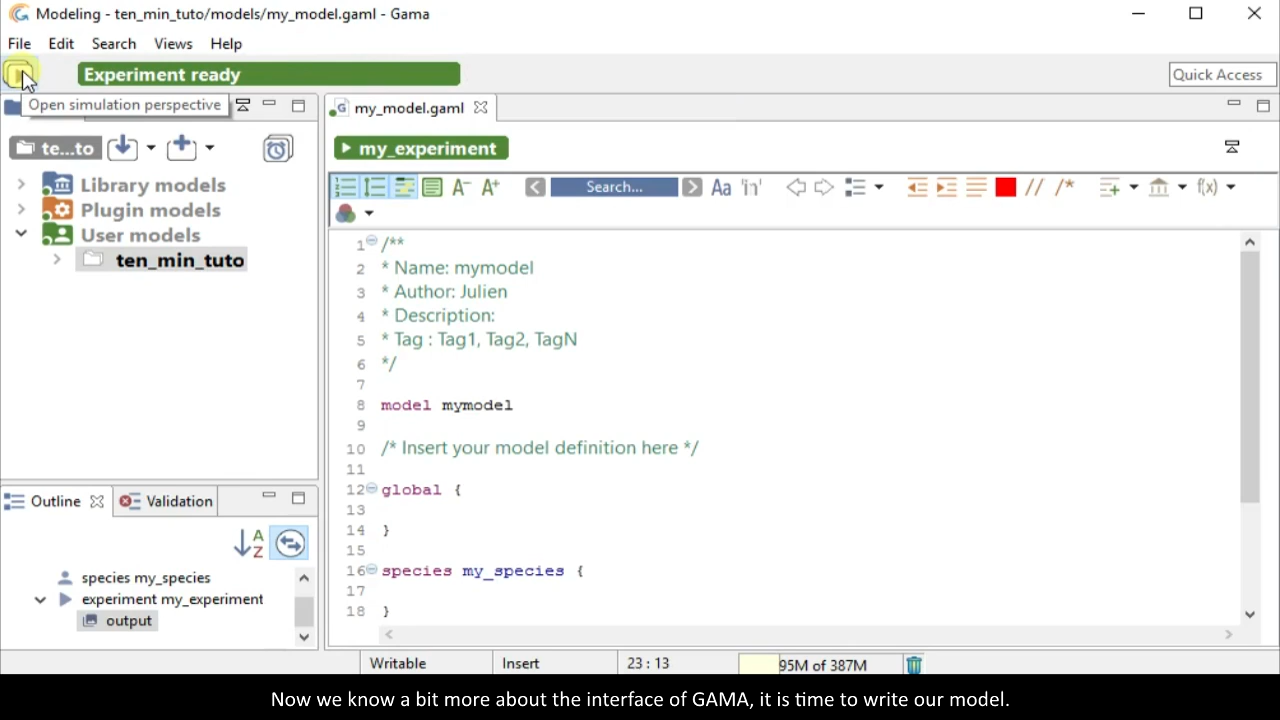 Modeling - ten_min_tuto/models/my_model.gaml - Gama
File Edit Search Views Help
Experiment ready
Quick Access
Open simulation perspective
my_model.gaml
te...to
my_experiment
Library models
Plugin models
User models
ten_min_tuto
A⁻ A⁺ Search... Aa 'in' // /* f(x)
1 /**
2 * Name: mymodel
3 * Author: Julien
4 * Description:
5 * Tag : Tag1, Tag2, TagN
6 */
7
8 model mymodel
9
10 /* Insert your model definition here */
11
12 global {
13
14 }
15
16 species my_species {
17
18 }
Outline Validation
A
Z
species my_species
experiment my_experiment
output
Writable Insert 23 : 13 95M of 387M
Now we know a bit more about the interface of GAMA, it is time to write our model.